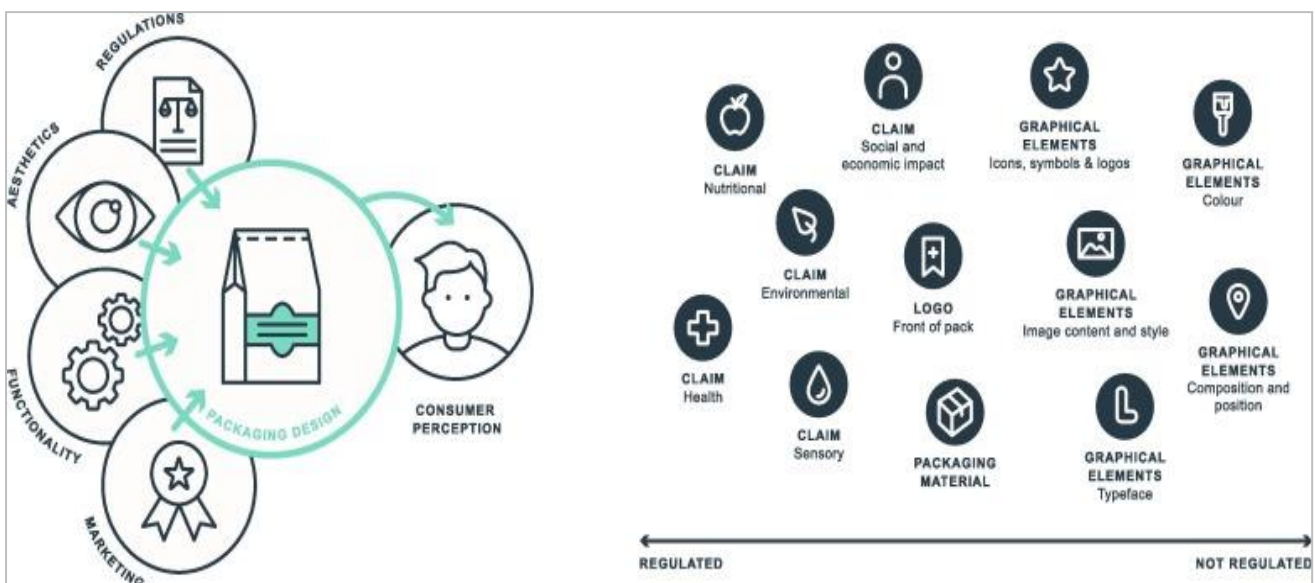 REGULATIONS
AESTHETICS
FUNCTIONALITY
MARKETING
PACKAGING DESIGN
CONSUMER
PERCEPTION
CLAIM
Nutritional
CLAIM
Social and
economic impact
GRAPHICAL
ELEMENTS
Icons, symbols & logos
GRAPHICAL
ELEMENTS
Colour
CLAIM
Environmental
LOGO
Front of pack
GRAPHICAL
ELEMENTS
Image content and style
GRAPHICAL
ELEMENTS
Composition and
position
CLAIM
Health
CLAIM
Sensory
PACKAGING
MATERIAL
GRAPHICAL
ELEMENTS
Typeface
REGULATED
NOT REGULATED